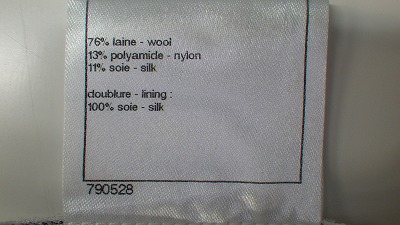 76% laine - wool
13% polyamide - nylon
11% soie - silk
doublure - lining :
100% soie - silk
790528